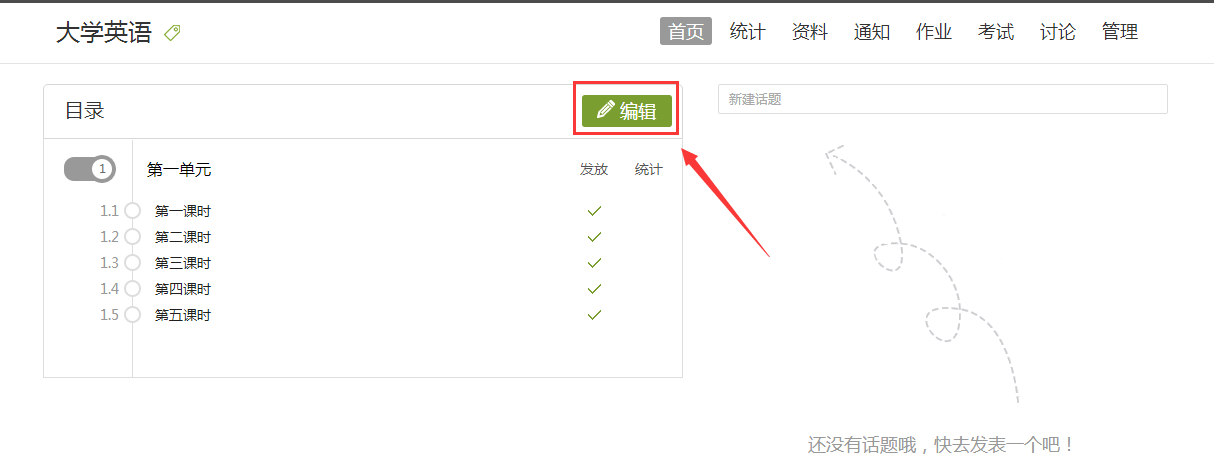 大学英语
首页 统计 资料 通知 作业 考试 讨论 管理
目录 编辑
新建话题
1 第一单元 发放 统计
1.1 第一课时
1.2 第二课时
1.3 第三课时
1.4 第四课时
1.5 第五课时
还没有话题哦，快去发表一个吧！